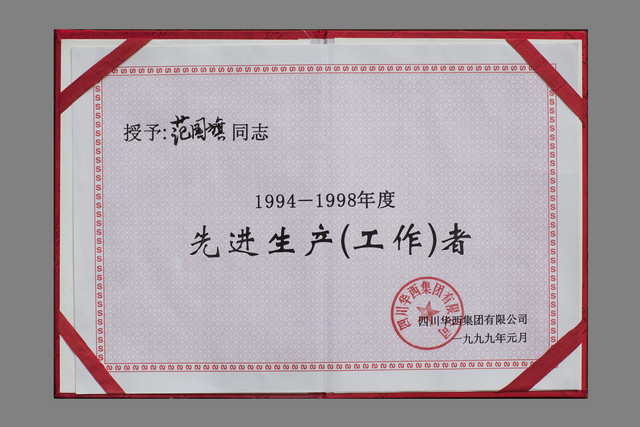 授予:范国旗同志
1994－1998年度
先进生产(工作)者
四川华西集团有限公司
四川华西集团有限公司
一九九九年元月